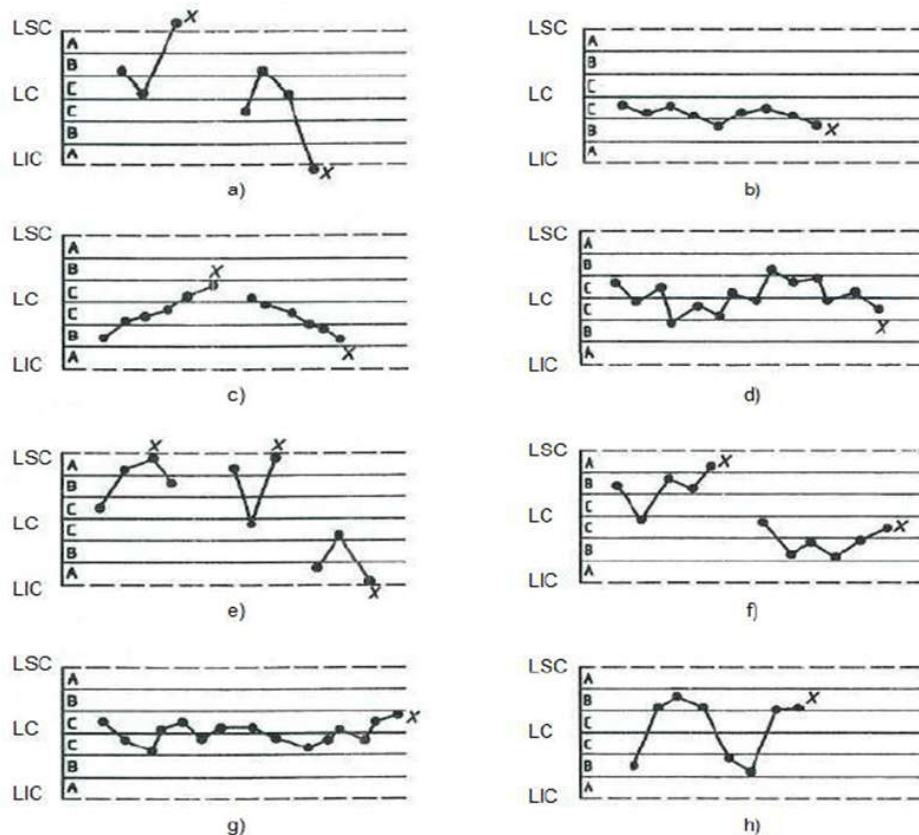 LSC LSC
A A
B x B
C C
LC LC
C C
B B x
A A
LIC x LIC
a) b)
LSC LSC
A A
B x B
C C
LC LC
C C
B B x
A x A
LIC LIC
c) d)
LSC x x LSC
A A x
B B
C C
LC LC
C C x
B B
A A
LIC x LIC
e) f)
LSC LSC
A A
B B x
C x C
LC LC
C C
B B
A A
LIC LIC
g) h)